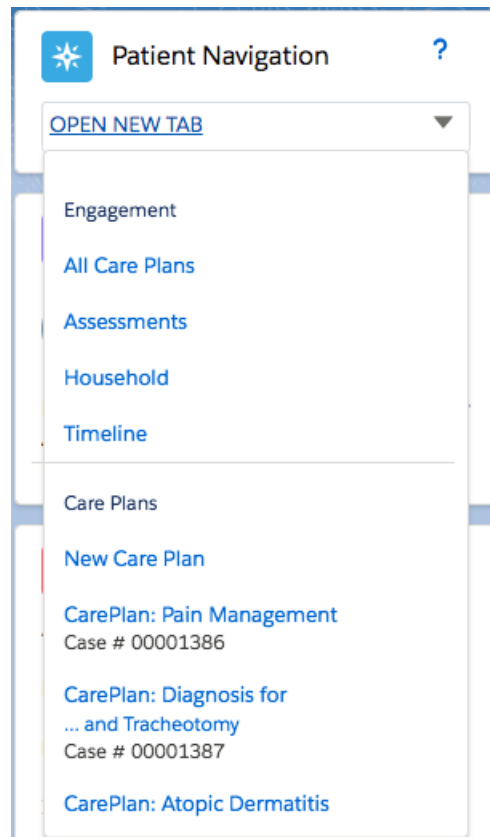 Patient Navigation ?
OPEN NEW TAB
Engagement
All Care Plans
Assessments
Household
Timeline
Care Plans
New Care Plan
CarePlan: Pain Management
Case # 00001386
CarePlan: Diagnosis for
... and Tracheotomy
Case # 00001387
CarePlan: Atopic Dermatitis